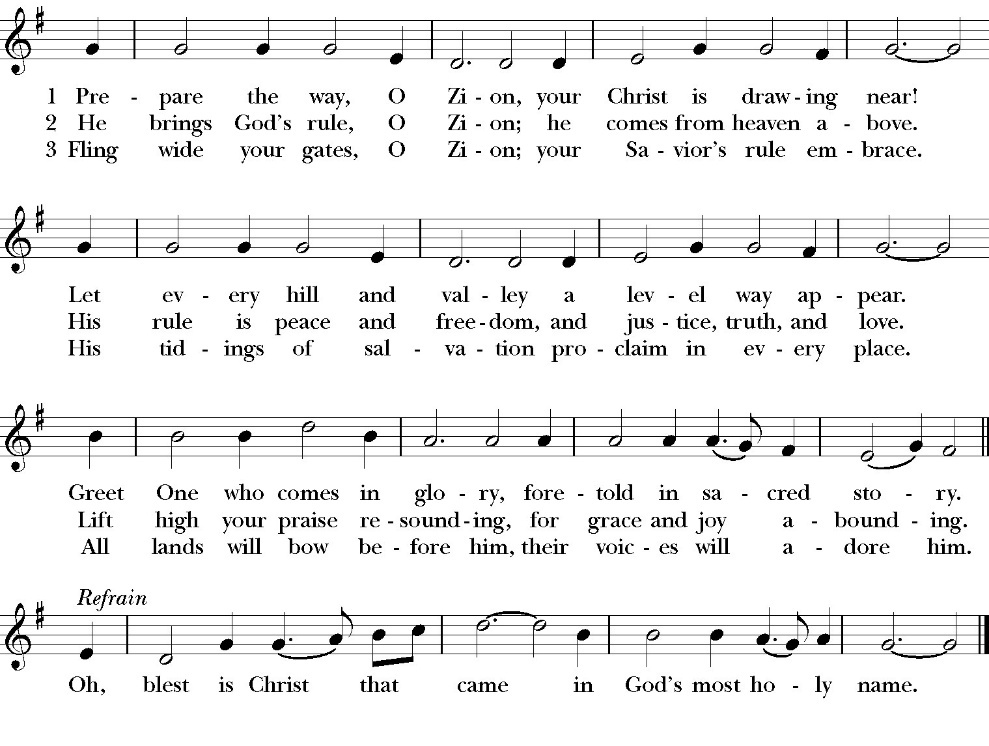 1 Pre - pare the way, O Zi - on, your Christ is draw - ing near!
2 He brings God's rule, O Zi - on; he comes from heaven a - bove.
3 Fling wide your gates, O Zi - on; your Sa - vior's rule em - brace.
Let ev - ery hill and val - ley a lev - el way ap - pear.
His rule is peace and free - dom, and jus - tice, truth, and love.
His tid - ings of sal - va - tion pro - claim in ev - ery place.
Greet One who comes in glo - ry, fore - told in sa - cred sto - ry.
Lift high your praise re - sound - ing, for grace and joy a - bound - ing.
All lands will bow be - fore him, their voic - es will a - dore him.
Refrain
Oh, blest is Christ that came in God's most ho - ly name.